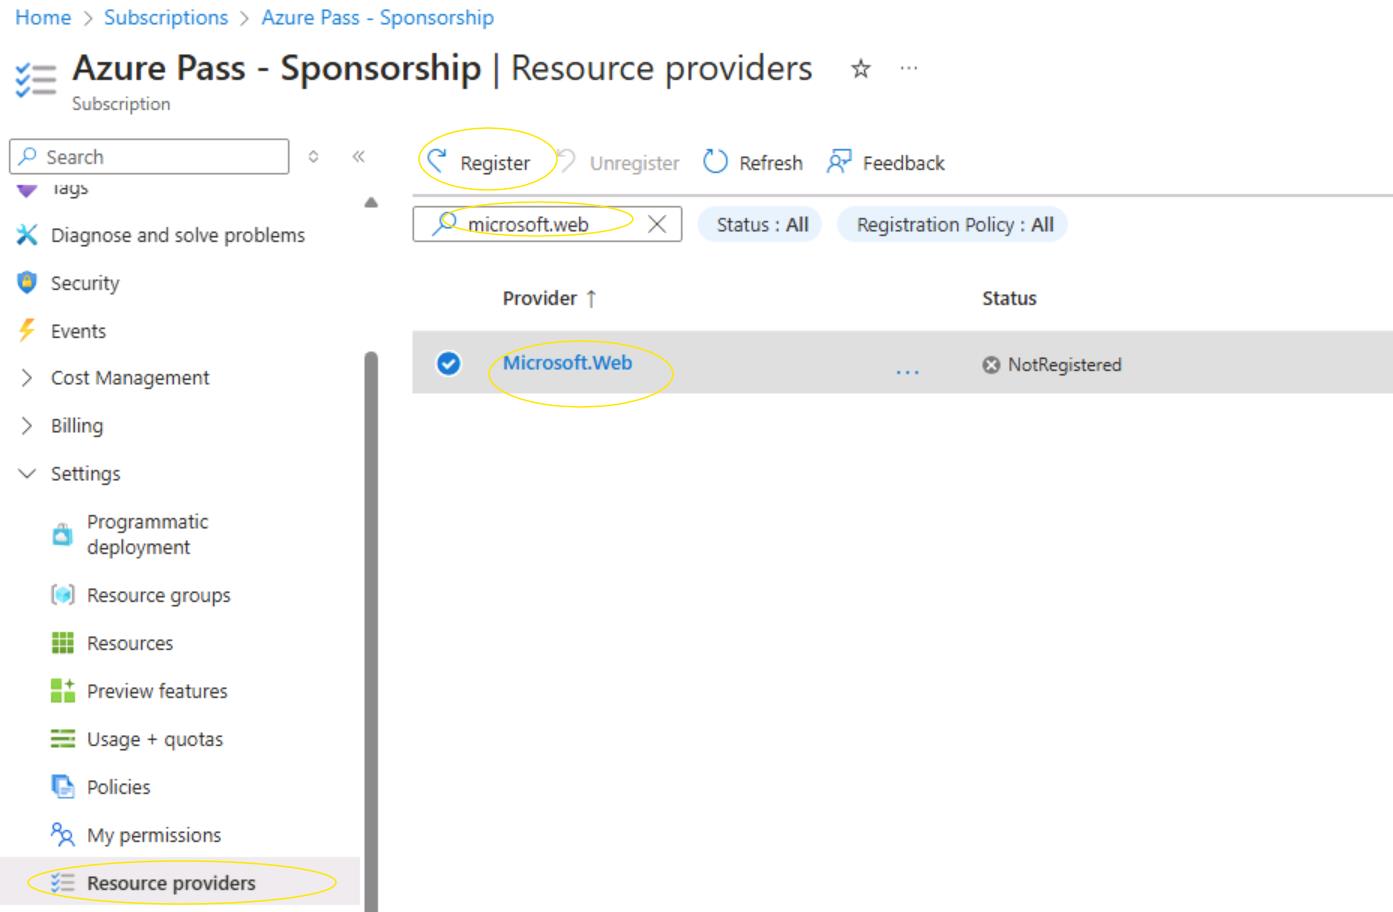 Home > Subscriptions > Azure Pass - Sponsorship
Azure Pass - Sponsorship | Resource providers
Subscription
Search
Tags
Diagnose and solve problems
Security
Events
Cost Management
Billing
Settings
Programmatic
deployment
Resource groups
Resources
Preview features
Usage + quotas
Policies
My permissions
Resource providers
Register Unregister Refresh Feedback
microsoft.web Status : All Registration Policy : All
Provider ↑ Status
Microsoft.Web ... NotRegistered